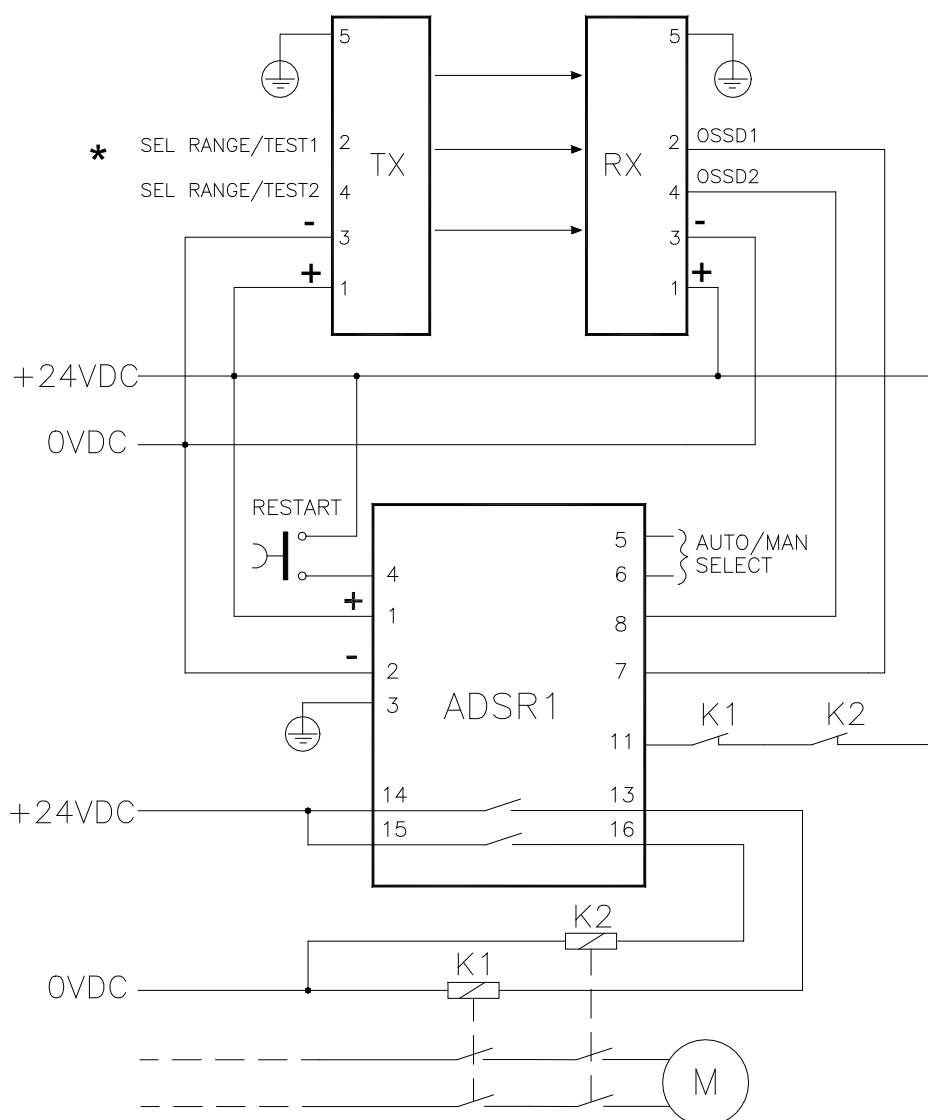 5
5
* SEL RANGE/TEST1 2
TX
RX
2 OSSD1
SEL RANGE/TEST2 4
4 OSSD2
- 3
3 -
+ 1
1 +
+24VDC
0VDC
RESTART
4
5
6
AUTO/MAN
SELECT
+ 1
8
- 2
7
3
ADSR1
11
K1
K2
+24VDC
14
13
15
16
K2
0VDC
K1
M